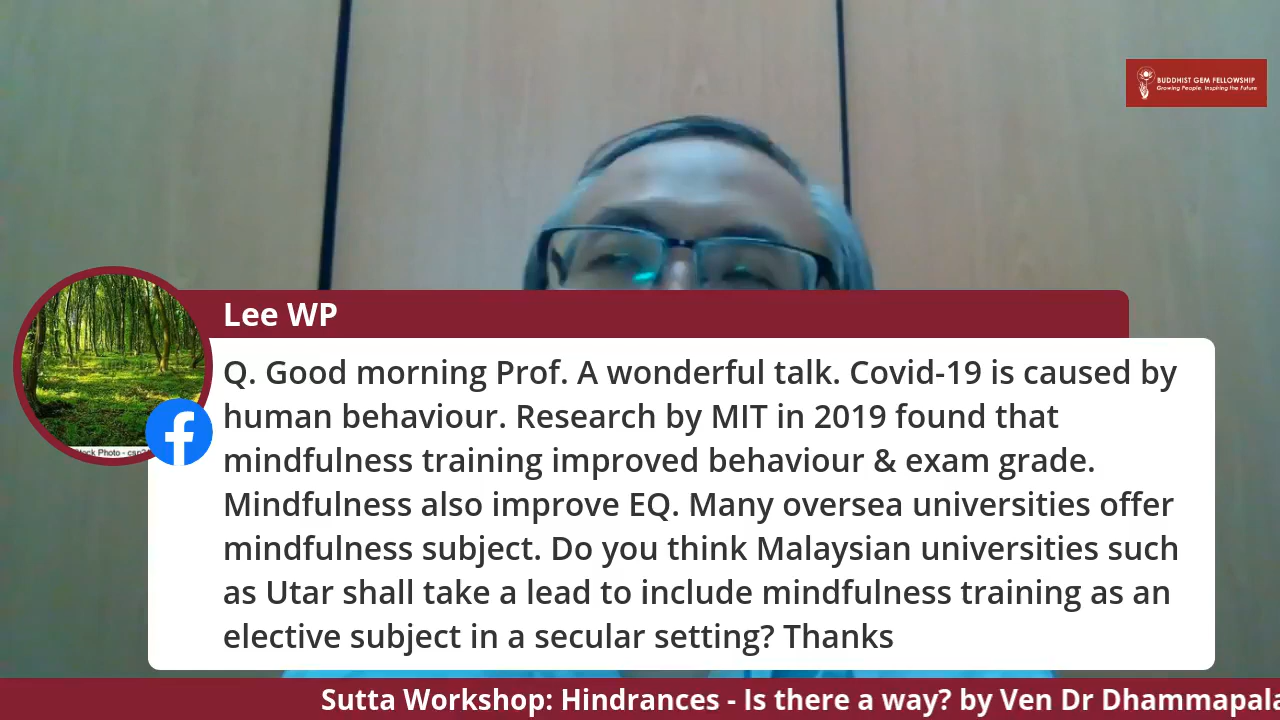 BUDDHIST GEM FELLOWSHIP
Growing People. Inspiring the Future
Lee WP
Q. Good morning Prof. A wonderful talk. Covid-19 is caused by
human behaviour. Research by MIT in 2019 found that
mindfulness training improved behaviour & exam grade.
Mindfulness also improve EQ. Many oversea universities offer
mindfulness subject. Do you think Malaysian universities such
as Utar shall take a lead to include mindfulness training as an
elective subject in a secular setting? Thanks
Photo - csp
Sutta Workshop: Hindrances - Is there a way? by Ven Dr Dhammapala